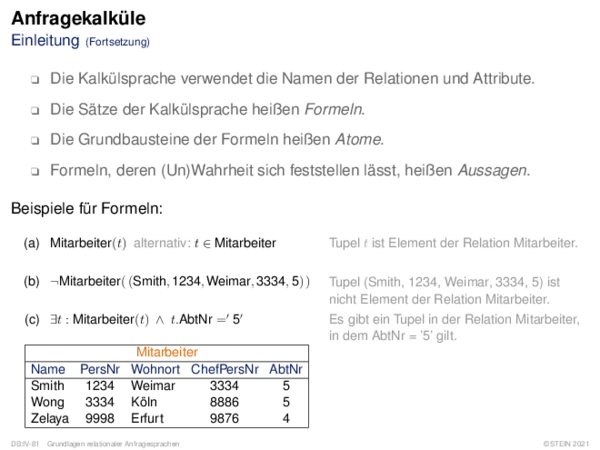 Anfragekalküle
Einleitung (Fortsetzung)
❑ Die Kalkülsprache verwendet die Namen der Relationen und Attribute.
❑ Die Sätze der Kalkülsprache heißen Formeln.
❑ Die Grundbausteine der Formeln heißen Atome.
❑ Formeln, deren (Un)Wahrheit sich feststellen lässt, heißen Aussagen.
Beispiele für Formeln:
(a) Mitarbeiter(t) alternativ: t ∈ Mitarbeiter Tupel t ist Element der Relation Mitarbeiter.
(b) ¬Mitarbeiter( (Smith, 1234, Weimar, 3334, 5) ) Tupel (Smith, 1234, Weimar, 3334, 5) ist
nicht Element der Relation Mitarbeiter.
(c) ∃t : Mitarbeiter(t) ∧ t.AbtNr =′ 5′ Es gibt ein Tupel in der Relation Mitarbeiter,
in dem AbtNr = '5' gilt.
Mitarbeiter
Name PersNr Wohnort ChefPersNr AbtNr
Smith 1234 Weimar 3334 5
Wong 3334 Köln 8886 5
Zelaya 9998 Erfurt 9876 4
DB:IV-81 Grundlagen relationaler Anfragesprachen ©STEIN 2021